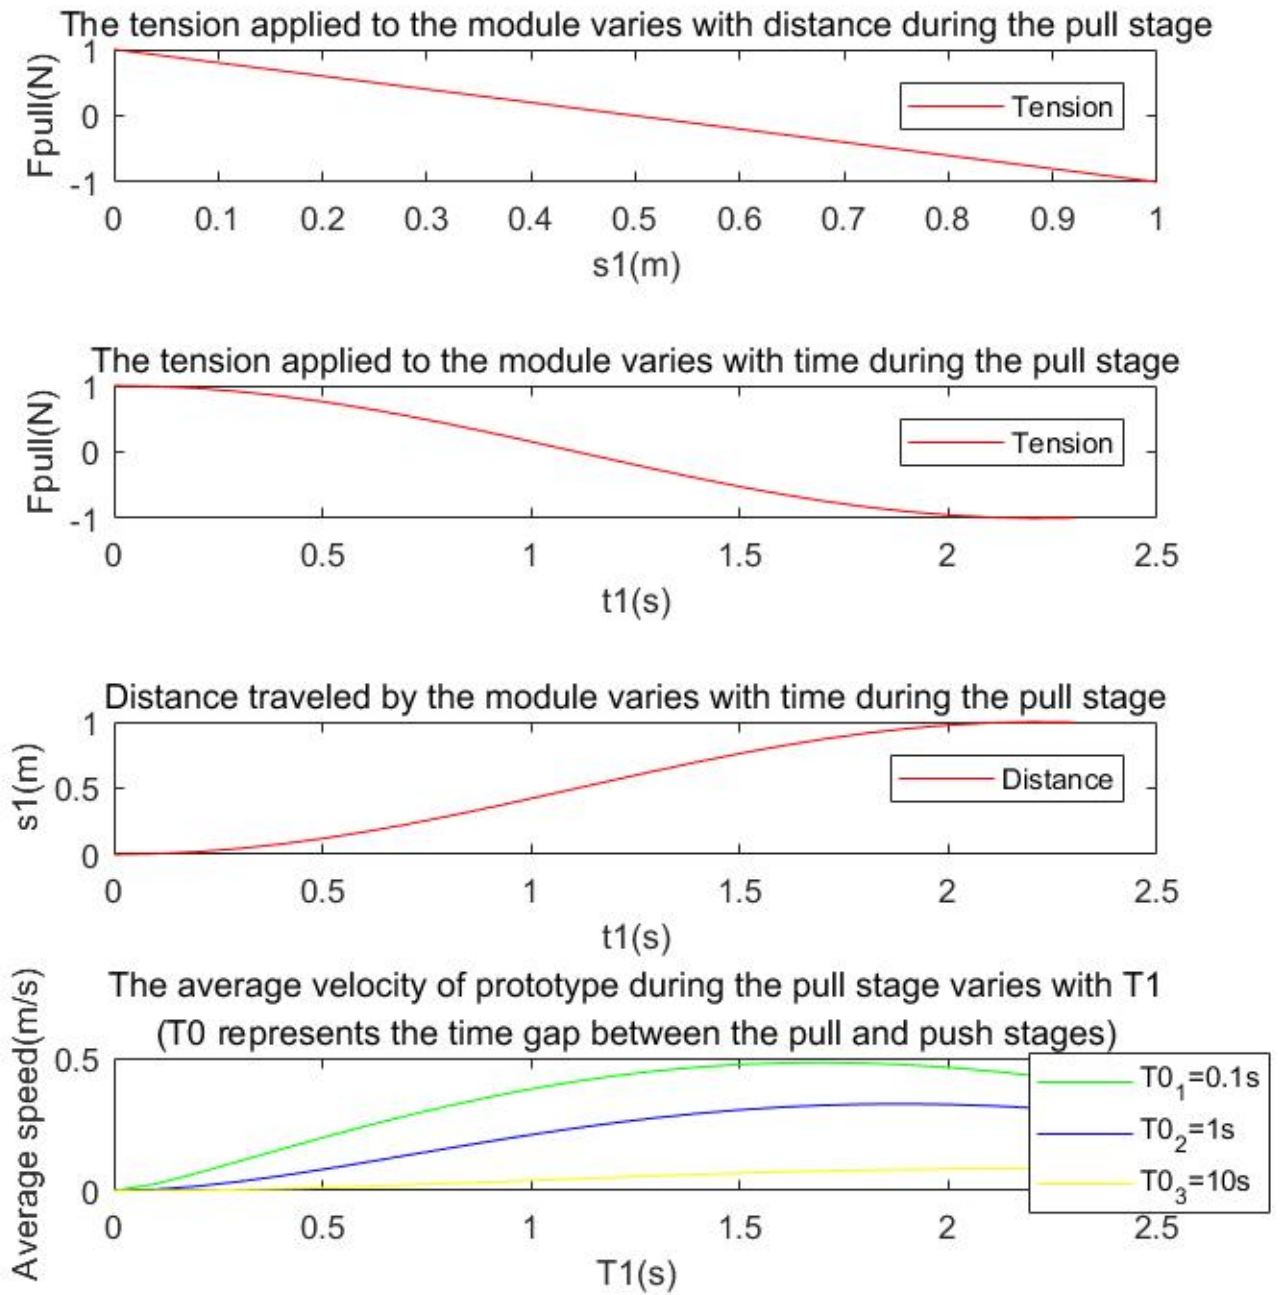 The tension applied to the module varies with distance during the pull stage
Fpull(N)
1
0
-1
Tension
0 0.1 0.2 0.3 0.4 0.5 0.6 0.7 0.8 0.9 1
s1(m)
The tension applied to the module varies with time during the pull stage
Fpull(N)
1
0
-1
Tension
0 0.5 1 1.5 2 2.5
t1(s)
Distance traveled by the module varies with time during the pull stage
s1(m)
1
0.5
0
Distance
0 0.5 1 1.5 2 2.5
t1(s)
The average velocity of prototype during the pull stage varies with T1
(T0 represents the time gap between the pull and push stages)
Average speed(m/s)
0.5
0
T0₁=0.1s
T0₂=1s
T0₃=10s
0 0.5 1 1.5 2 2.5
T1(s)